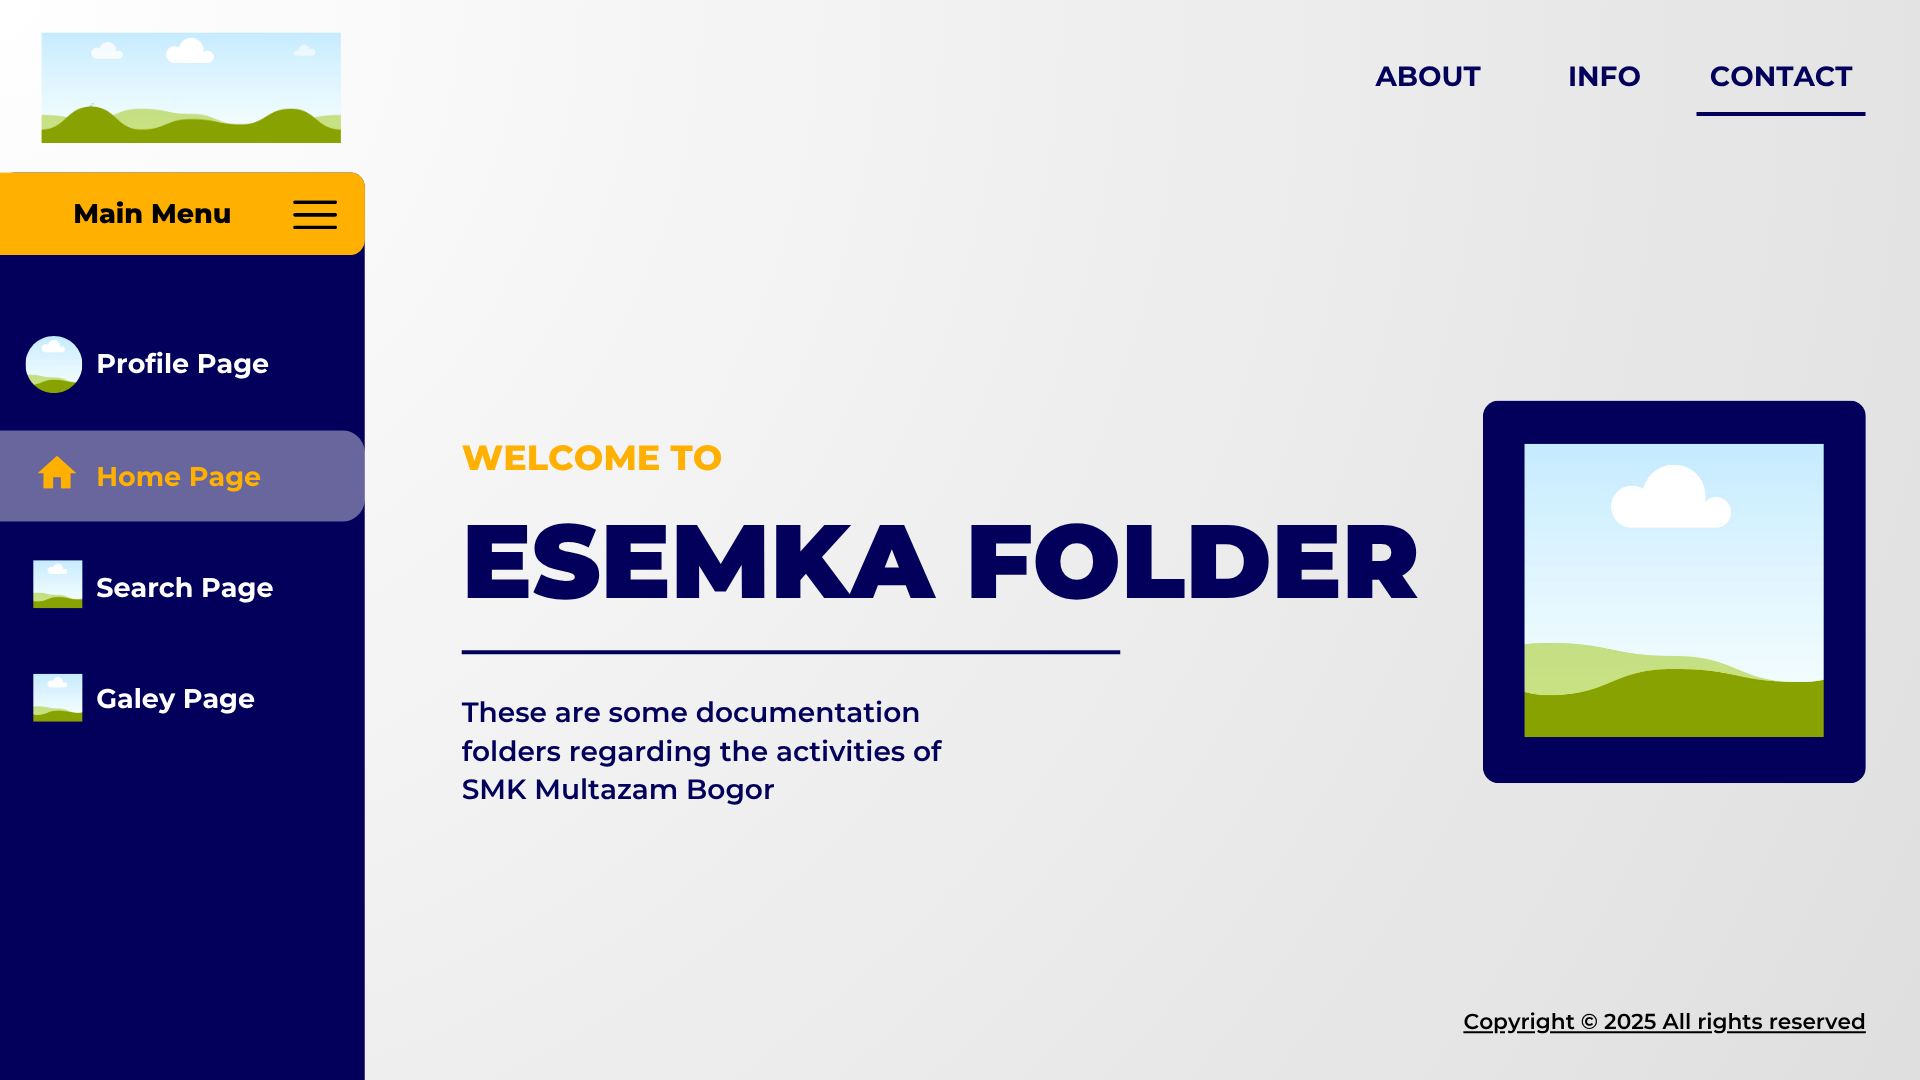 ABOUT INFO CONTACT
Main Menu
Profile Page
Home Page
Search Page
Galey Page
WELCOME TO
ESEMKA FOLDER
These are some documentation
folders regarding the activities of
SMK Multazam Bogor
Copyright © 2025 All rights reserved